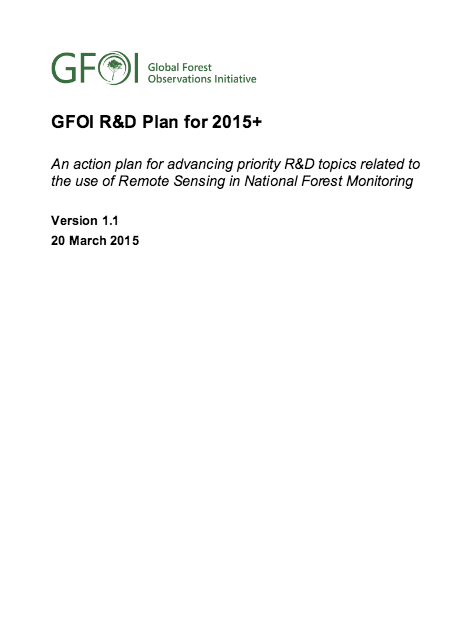 GFOI
Global Forest
Observations Initiative
GFOI R&D Plan for 2015+
An action plan for advancing priority R&D topics related to
the use of Remote Sensing in National Forest Monitoring
Version 1.1
20 March 2015